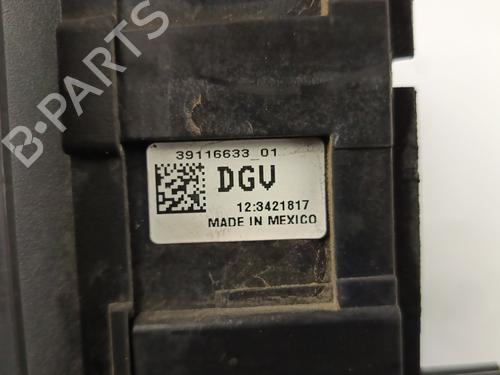 B-PARTS
39116633_01
DGV
12:3421817
MADE IN MEXICO